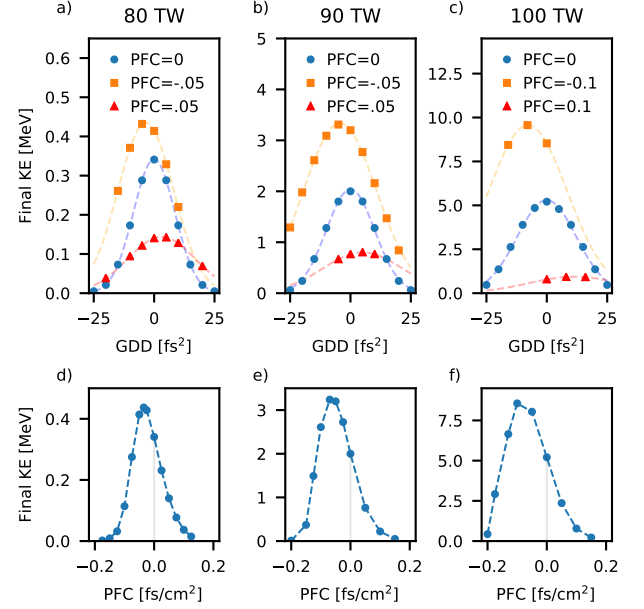 a) 80 TW
b) 90 TW
c) 100 TW
Final KE [MeV]
0.6
0.5
0.4
0.3
0.2
0.1
0.0
PFC=0
PFC=-.05
PFC=.05
−25 0 25
GDD [fs²]
5
4
3
2
1
0
PFC=0
PFC=-.05
PFC=.05
−25 0 25
GDD [fs²]
12.5
10.0
7.5
5.0
2.5
0.0
PFC=0
PFC=-0.1
PFC=0.1
−25 0 25
GDD [fs²]
d)
Final KE [MeV]
0.4
0.2
0.0
−0.2 0.0 0.2
PFC [fs/cm²]
e)
3
2
1
0
−0.2 0.0 0.2
PFC [fs/cm²]
f)
7.5
5.0
2.5
0.0
−0.2 0.0 0.2
PFC [fs/cm²]